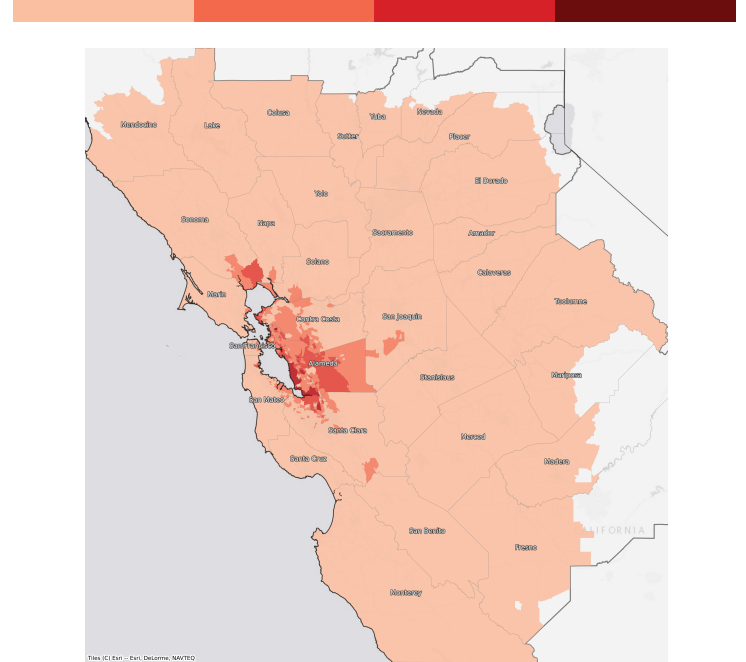 Colusa
Yuba
Nevada
Mendocino
Lake
Sutter
Placer
Yolo
El Dorado
Sonoma
Napa
Sacramento
Amador
Solano
Calaveras
Marin
Tuolumne
Contra Costa
San Joaquin
San Francisco
Alameda
Stanislaus
Mariposa
San Mateo
Santa Clara
Merced
Santa Cruz
Madera
San Benito
LIFORNIA
Fresno
Monterey
Tiles (C) Esri -- Esri, DeLorme, NAVTEQ